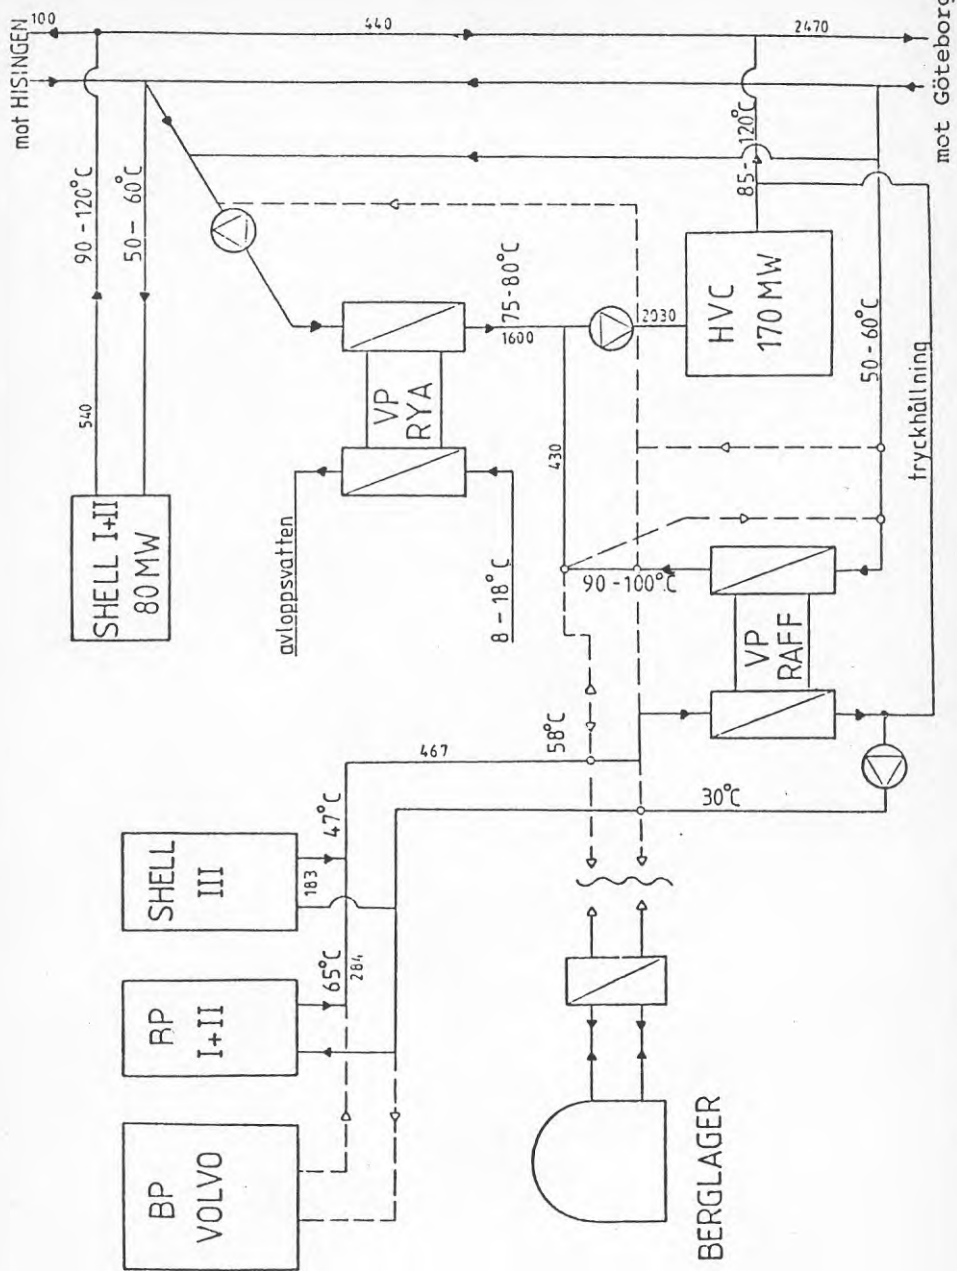 mot HISINGEN
100
440
2470
mot Göteborg
90-120°C
50-60°C
540
SHELL I+II
80 MW
85-120°C
75-80°C
1600
2030
HVC
170 MW
VP
RYA
avloppsvatten
8-18°C
430
50-60°C
tryckhållning
90-100°C
VP
RAFF
58°C
467
30°C
47°C
183
SHELL
III
65°C
284
BP
I+II
BP
VOLVO
BERGLAGER